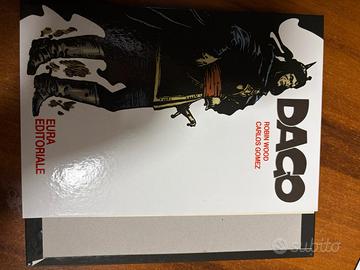 DAGO
ROBIN WOOD
CARLOS GOMEZ
EURA
EDITORIALE
subito